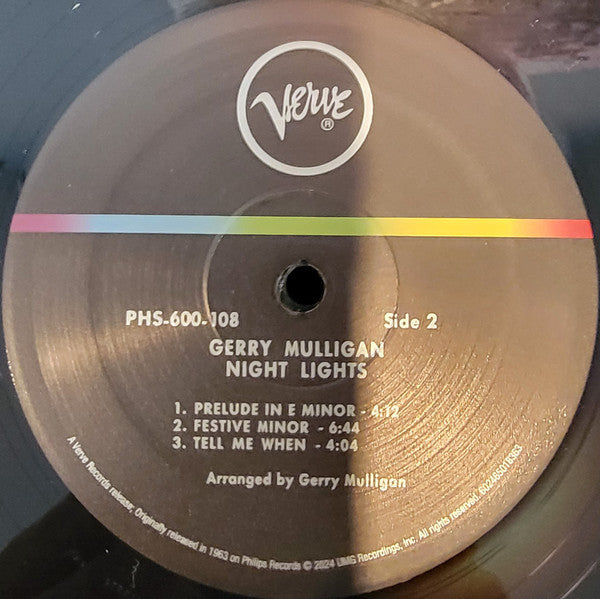 Verve®
PHS-600-108
Side 2
GERRY MULLIGAN
NIGHT LIGHTS
1. PRELUDE IN E MINOR - 4:12
2. FESTIVE MINOR - 6:44
3. TELL ME WHEN - 4:04
Arranged by Gerry Mulligan
A Verve Records release, Originally released in 1963 on Philips Records © 2024 UMG Recordings, Inc. All rights reserved.